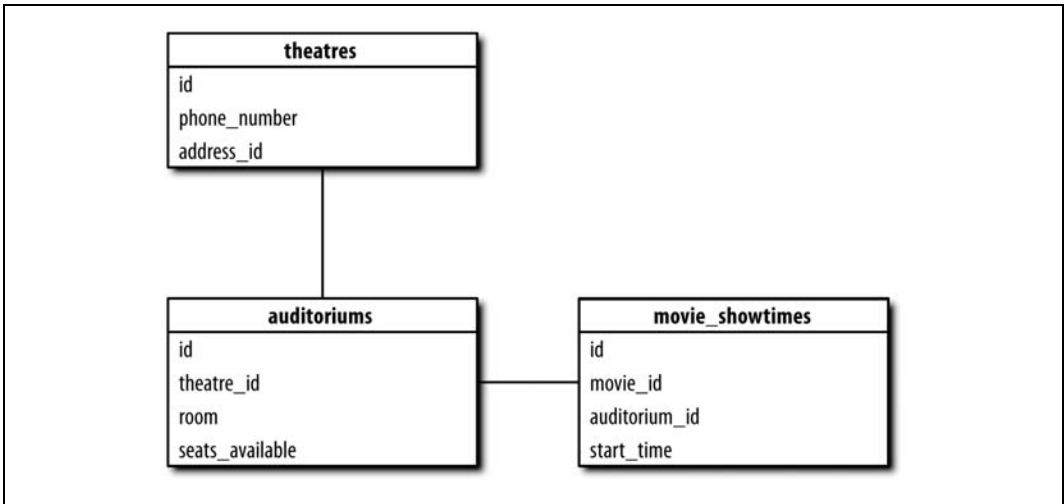 theatres
id
phone_number
address_id
auditoriums
id
theatre_id
room
seats_available
movie_showtimes
id
movie_id
auditorium_id
start_time